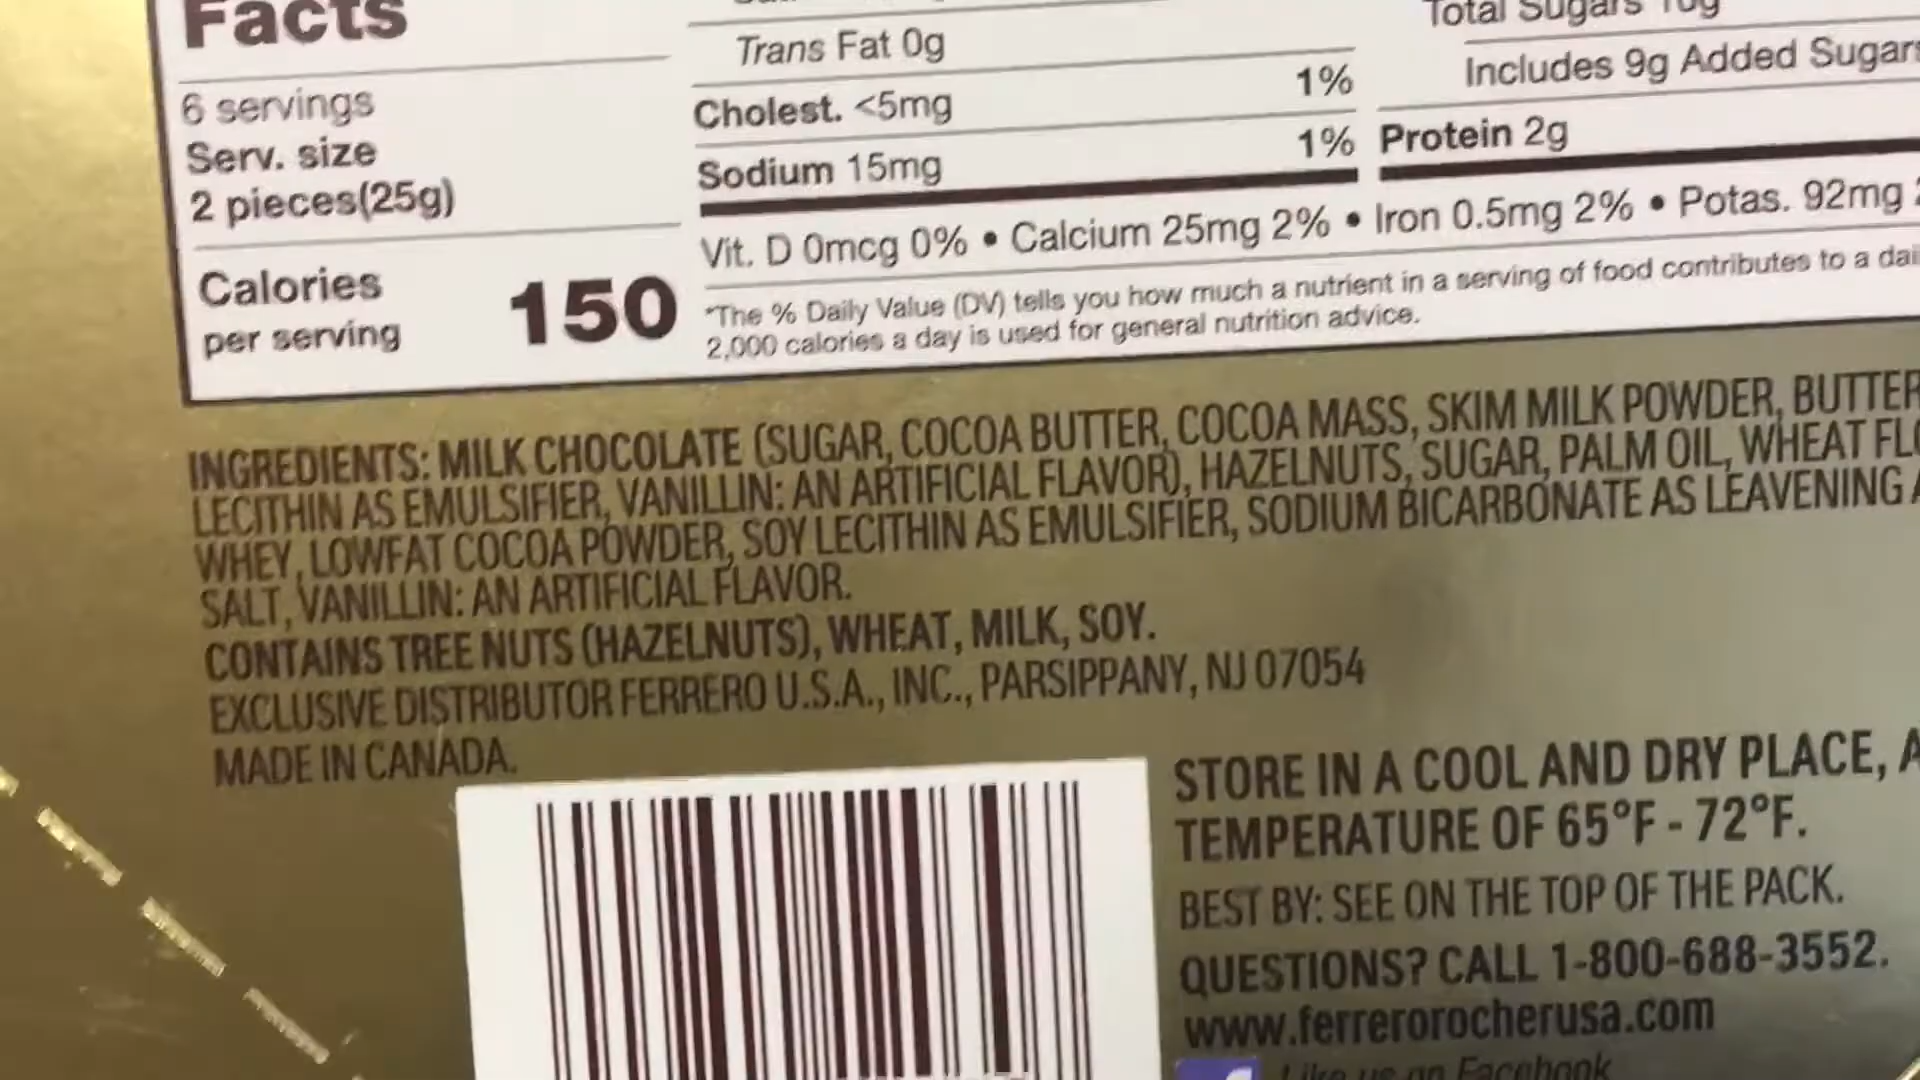 Facts
6 servings
Serv. size
2 pieces(25g)
Calories
per serving
150
Trans Fat 0g
Cholest. <5mg 1%
Sodium 15mg 1%
Total Sugars
Includes 9g Added Sugars
Protein 2g
Vit. D 0mcg 0% • Calcium 25mg 2% • Iron 0.5mg 2% • Potas. 92mg
*The % Daily Value (DV) tells you how much a nutrient in a serving of food contributes to a
2,000 calories a day is used for general nutrition advice.
INGREDIENTS: MILK CHOCOLATE (SUGAR, COCOA BUTTER, COCOA MASS, SKIM MILK POWDER, BUTTER
LECITHIN AS EMULSIFIER, VANILLIN: AN ARTIFICIAL FLAVOR), HAZELNUTS, SUGAR, PALM OIL, WHEAT
WHEY, LOWFAT COCOA POWDER, SOY LECITHIN AS EMULSIFIER, SODIUM BICARBONATE AS LEAVENING
SALT, VANILLIN: AN ARTIFICIAL FLAVOR.
CONTAINS TREE NUTS (HAZELNUTS), WHEAT, MILK, SOY.
EXCLUSIVE DISTRIBUTOR FERRERO U.S.A., INC., PARSIPPANY, NJ 07054
MADE IN CANADA.
STORE IN A COOL AND DRY PLACE,
TEMPERATURE OF 65°F - 72°F.
BEST BY: SEE ON THE TOP OF THE PACK.
QUESTIONS? CALL 1-800-688-3552.
www.ferrerorocherusa.com
Like us on Facebook